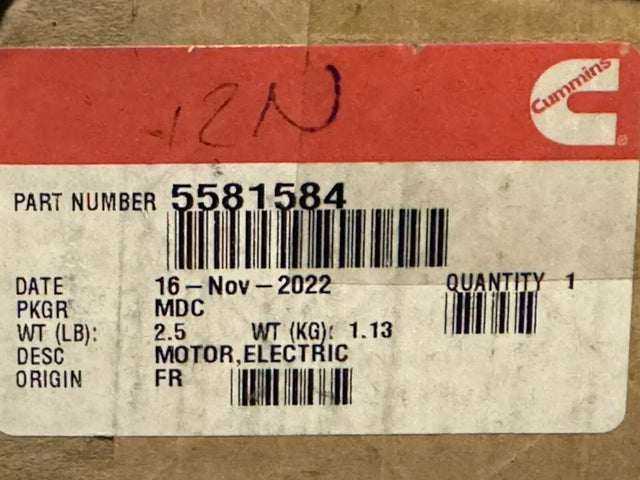 12N
Cummins
PART NUMBER 5581584
DATE 16-Nov-2022 QUANTITY 1
PKGR MDC
WT (LB): 2.5 WT (KG): 1.13
DESC MOTOR,ELECTRIC
ORIGIN FR